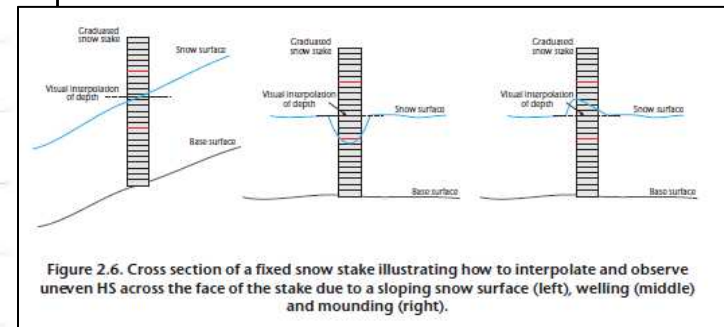 Graduated
snow stake
Snow surface
Visual interpolation
of depth
Base surface
Graduated
snow stake
Visual interpolation
of depth
Snow surface
Base surface
Graduated
snow stake
Visual interpolation
of depth
Snow surface
Base surface
Figure 2.6. Cross section of a fixed snow stake illustrating how to interpolate and observe
uneven HS across the face of the stake due to a sloping snow surface (left), welling (middle)
and mounding (right).